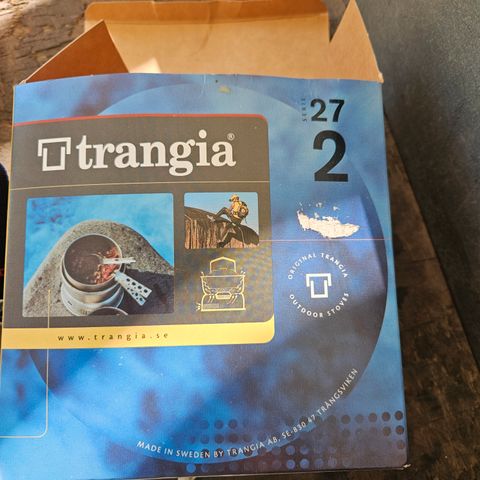 trangia®
SERIE 27
2
ORIGINAL TRANGIA
OUTDOOR STOVES
www.trangia.se
MADE IN SWEDEN BY TRANGIA AB, SE-830 47 TRÅNGSVIKEN